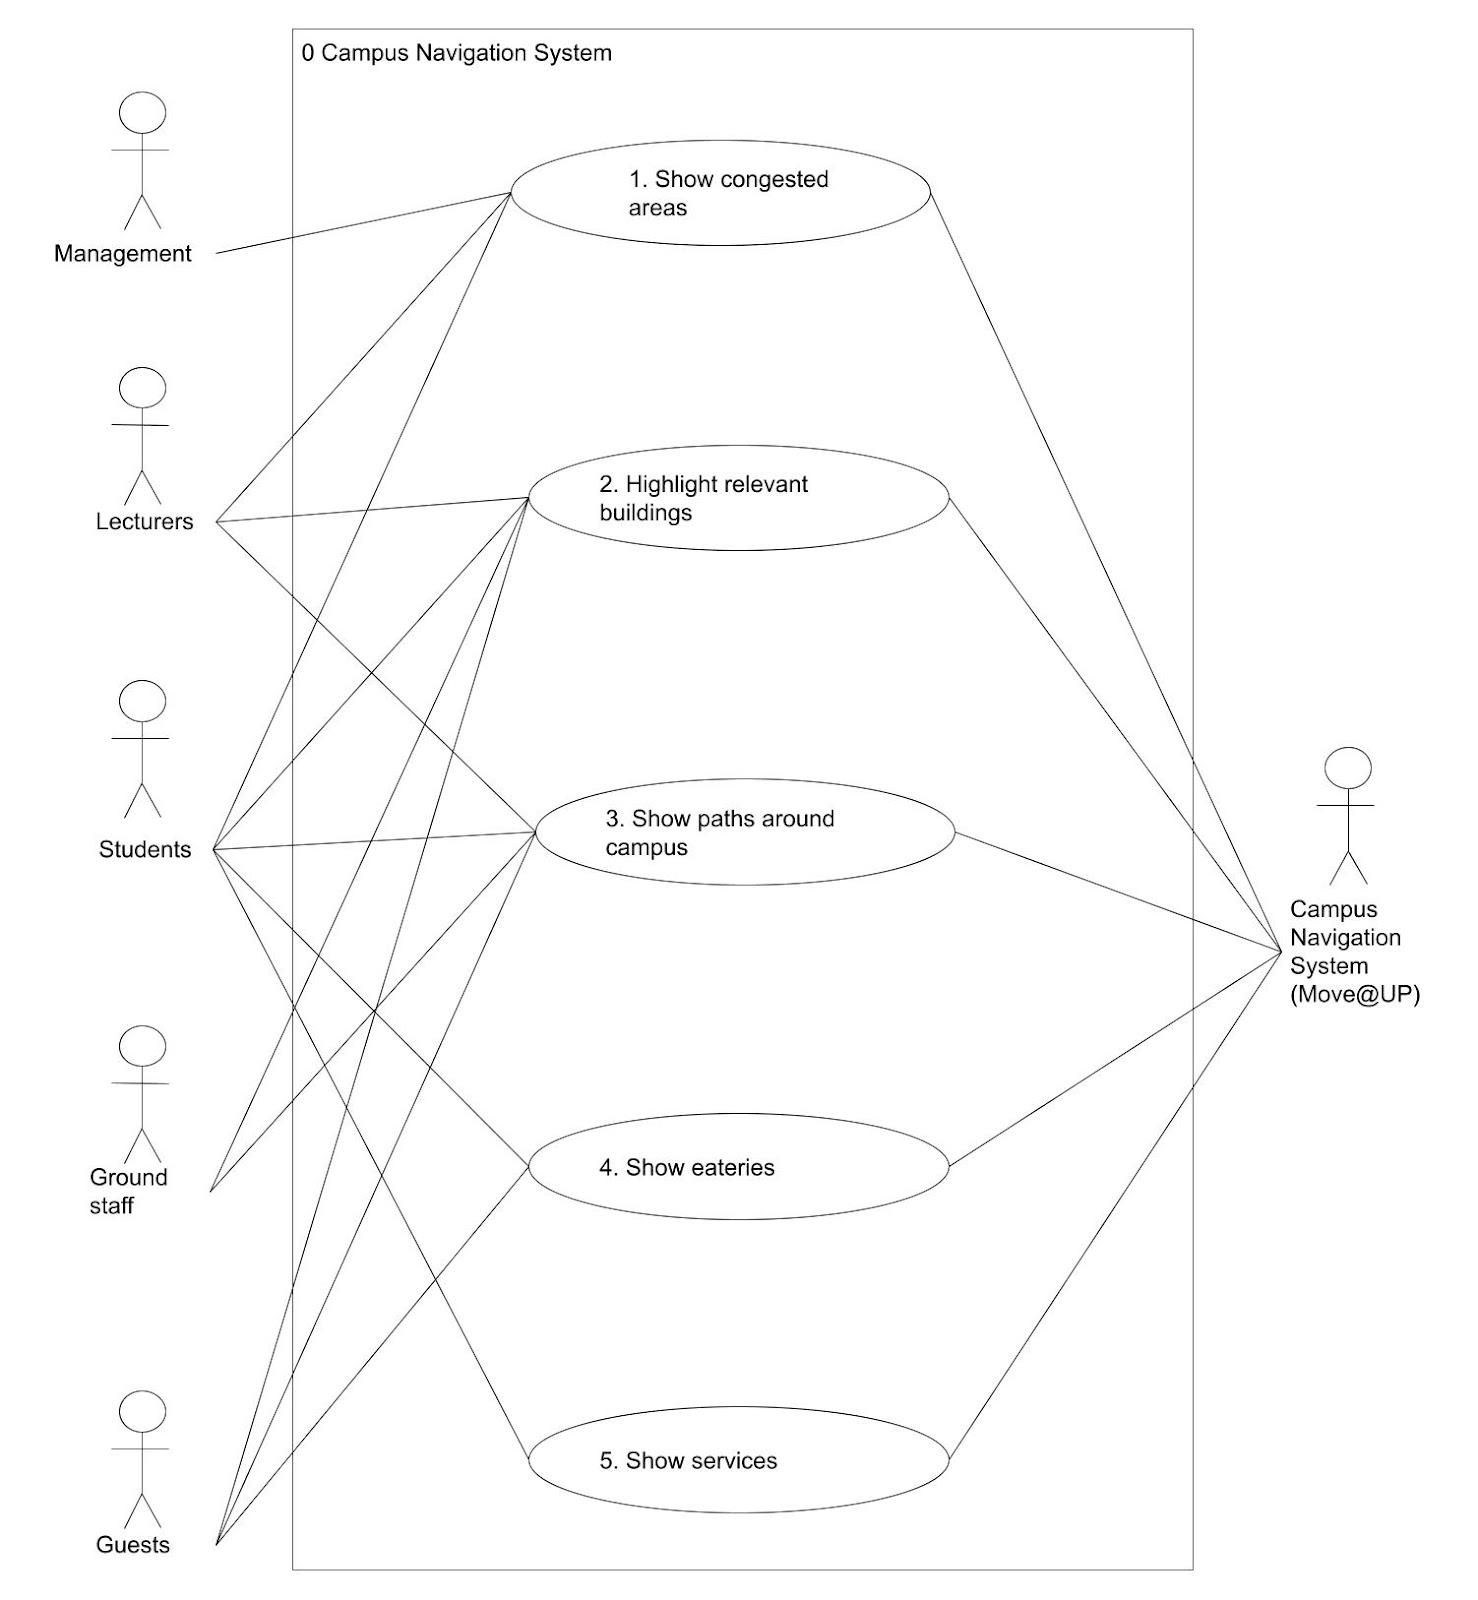 0 Campus Navigation System
Management
1. Show congested
areas
Lecturers
2. Highlight relevant
buildings
Students
3. Show paths around
campus
Campus
Navigation
System
(Move@UP)
Ground
staff
4. Show eateries
Guests
5. Show services